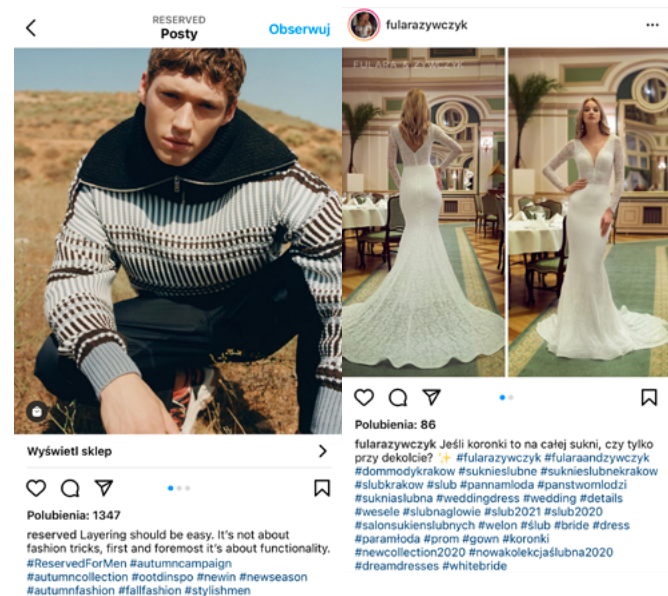 RESERVED
Posty
Obserwuj
Wyświetl sklep
Polubienia: 1347
reserved Layering should be easy. It's not about
fashion tricks, first and foremost it's about functionality.
#ReservedForMen #autumncampaign
#autumncollection #ootdinspo #newin #newseason
#autumnfashion #fallfashion #stylishmen
fularazywczyk
FULARA & ŻYWCZYK
Polubienia: 86
fularazywczyk Jeśli koronki to na całej sukni, czy tylko
przy dekolcie? ✨ #fularazywczyk #fularaandzywczyk
#dommodykrakow #suknieslubne #suknieslubnekrakow
#slubkrakow #slub #pannamloda #panstwomlodzi
#sukniaslubna #weddingdress #wedding #details
#wesele #slubnaglowie #slub2021 #slub2020
#salonsukienslubnych #welon #ślub #bride #dress
#paramłoda #prom #gown #koronki
#newcollection2020 #nowakolekcjaślubna2020
#dreamdresses #whitebride